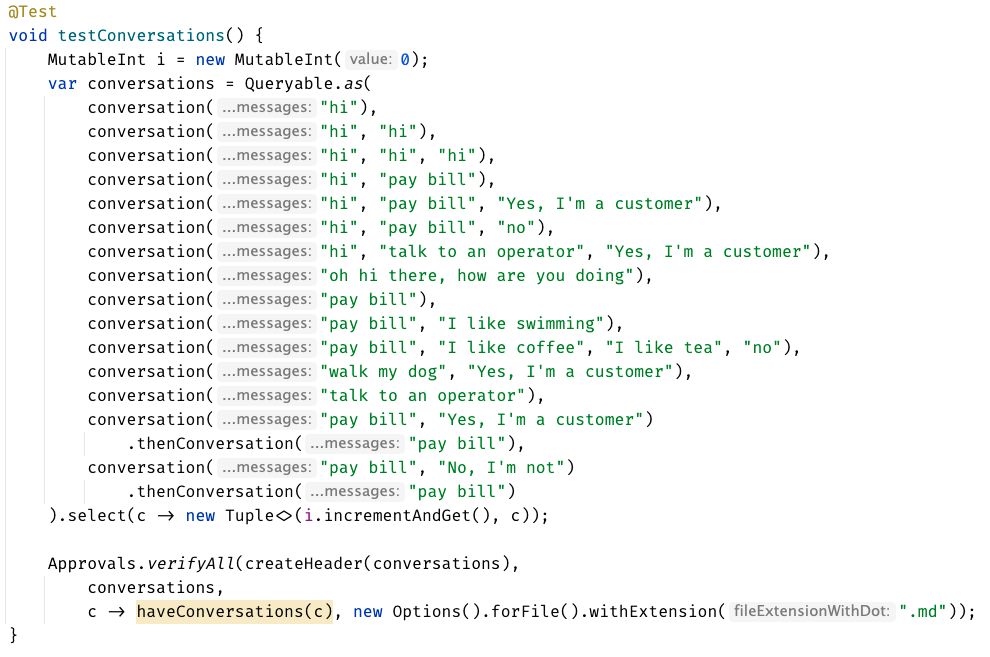 @Test
void testConversations() {
    MutableInt i = new MutableInt( value: 0);
    var conversations = Queryable.as(
        conversation( ...messages: "hi"),
        conversation( ...messages: "hi", "hi"),
        conversation( ...messages: "hi", "hi", "hi"),
        conversation( ...messages: "hi", "pay bill"),
        conversation( ...messages: "hi", "pay bill", "Yes, I'm a customer"),
        conversation( ...messages: "hi", "pay bill", "no"),
        conversation( ...messages: "hi", "talk to an operator", "Yes, I'm a customer"),
        conversation( ...messages: "oh hi there, how are you doing"),
        conversation( ...messages: "pay bill"),
        conversation( ...messages: "pay bill", "I like swimming"),
        conversation( ...messages: "pay bill", "I like coffee", "I like tea", "no"),
        conversation( ...messages: "walk my dog", "Yes, I'm a customer"),
        conversation( ...messages: "talk to an operator"),
        conversation( ...messages: "pay bill", "Yes, I'm a customer")
            .thenConversation( ...messages: "pay bill"),
        conversation( ...messages: "pay bill", "No, I'm not")
            .thenConversation( ...messages: "pay bill")
    ).select(c -> new Tuple<>(i.incrementAndGet(), c));

    Approvals.verifyAll(createHeader(conversations),
        conversations,
        c -> haveConversations(c), new Options().forFile().withExtension( fileExtensionWithDot: ".md"));
}